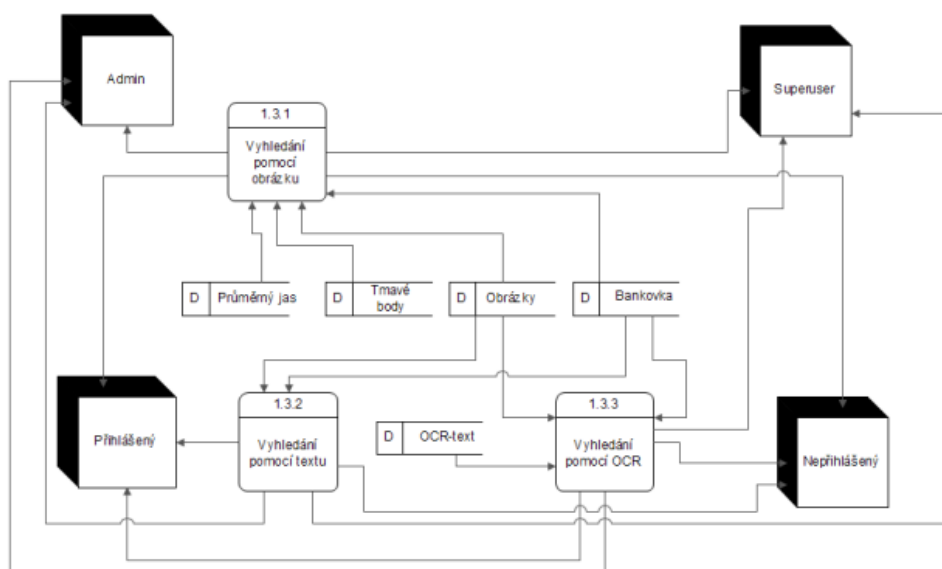 Admin
Superuser
1.3.1
Vyhledání
pomocí
obrázku
D
Průměrný jas
D
Tmavé
body
D
Obrázky
D
Bankovka
1.3.2
Vyhledání
pomocí textu
D
OCR-text
1.3.3
Vyhledání
pomocí OCR
Přihlášený
Nepřihlášený